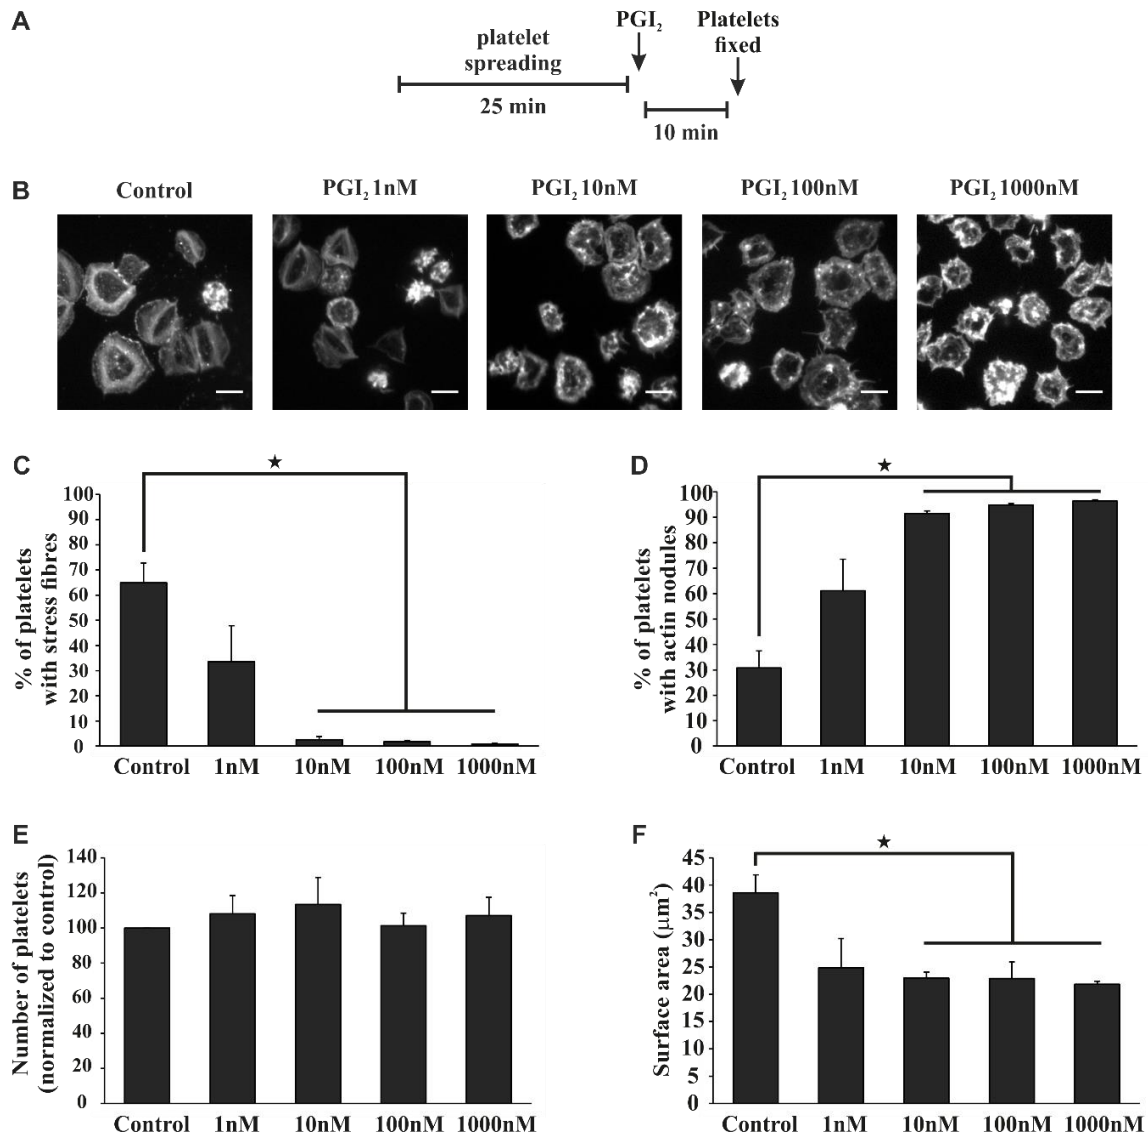 A
platelet
spreading
25 min
PGI₂
Platelets
fixed
10 min
B
Control
PGI₂ 1nM
PGI₂ 10nM
PGI₂ 100nM
PGI₂ 1000nM
C
★
% of platelets
with stress fibres
100
90
80
70
60
50
40
30
20
10
0
Control 1nM 10nM 100nM 1000nM
D
★
% of platelets
with actin nodules
100
90
80
70
60
50
40
30
20
10
0
Control 1nM 10nM 100nM 1000nM
E
Number of platelets
(normalized to control)
140
120
100
80
60
40
20
0
Control 1nM 10nM 100nM 1000nM
F
★
Surface area (µm²)
45
40
35
30
25
20
15
10
5
0
Control 1nM 10nM 100nM 1000nM